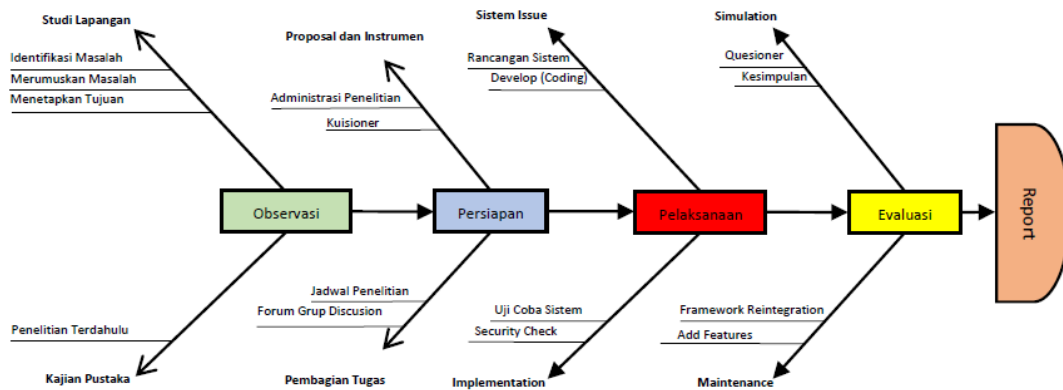 Studi Lapangan
Identifikasi Masalah
Merumuskan Masalah
Menetapkan Tujuan
Proposal dan Instrumen
Administrasi Penelitian
Kuisioner
Sistem Issue
Rancangan Sistem
Develop (Coding)
Simulation
Quesioner
Kesimpulan
Observasi
Persiapan
Pelaksanaan
Evaluasi
Report
Penelitian Terdahulu
Kajian Pustaka
Jadwal Penelitian
Forum Grup Discusion
Pembagian Tugas
Uji Coba Sistem
Security Check
Implementation
Framework Reintegration
Add Features
Maintenance